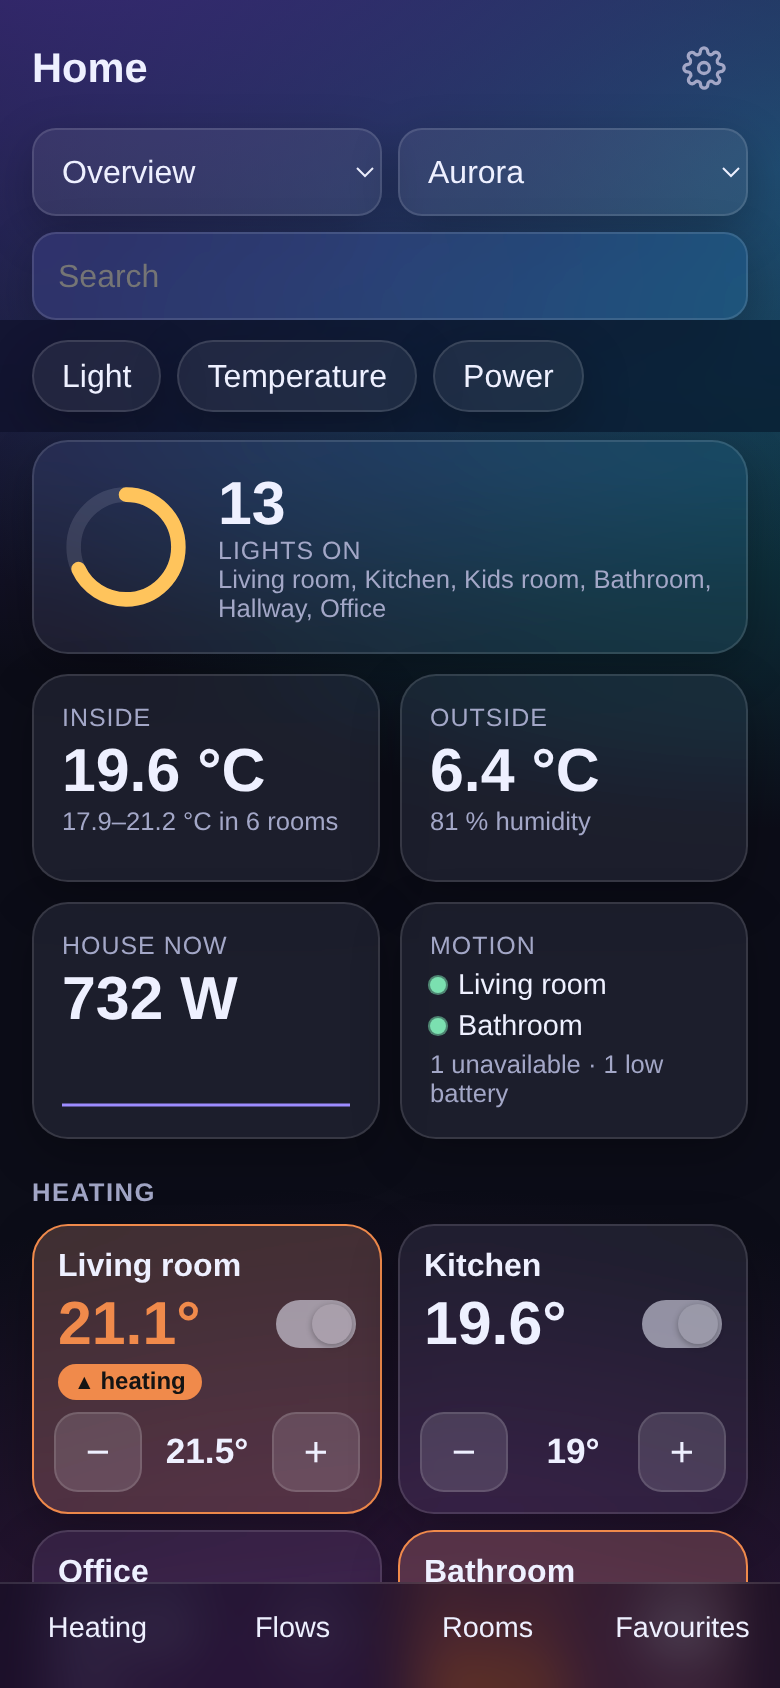 Home
Overview
Aurora
Search
Light
Temperature
Power
13
LIGHTS ON
Living room, Kitchen, Kids room, Bathroom,
Hallway, Office
INSIDE
19.6 °C
17.9–21.2 °C in 6 rooms
OUTSIDE
6.4 °C
81 % humidity
HOUSE NOW
732 W
MOTION
Living room
Bathroom
1 unavailable · 1 low
battery
HEATING
Living room
21.1°
▲ heating
− 21.5° +
Kitchen
19.6°
− 19° +
Office
Bathroom
Heating
Flows
Rooms
Favourites